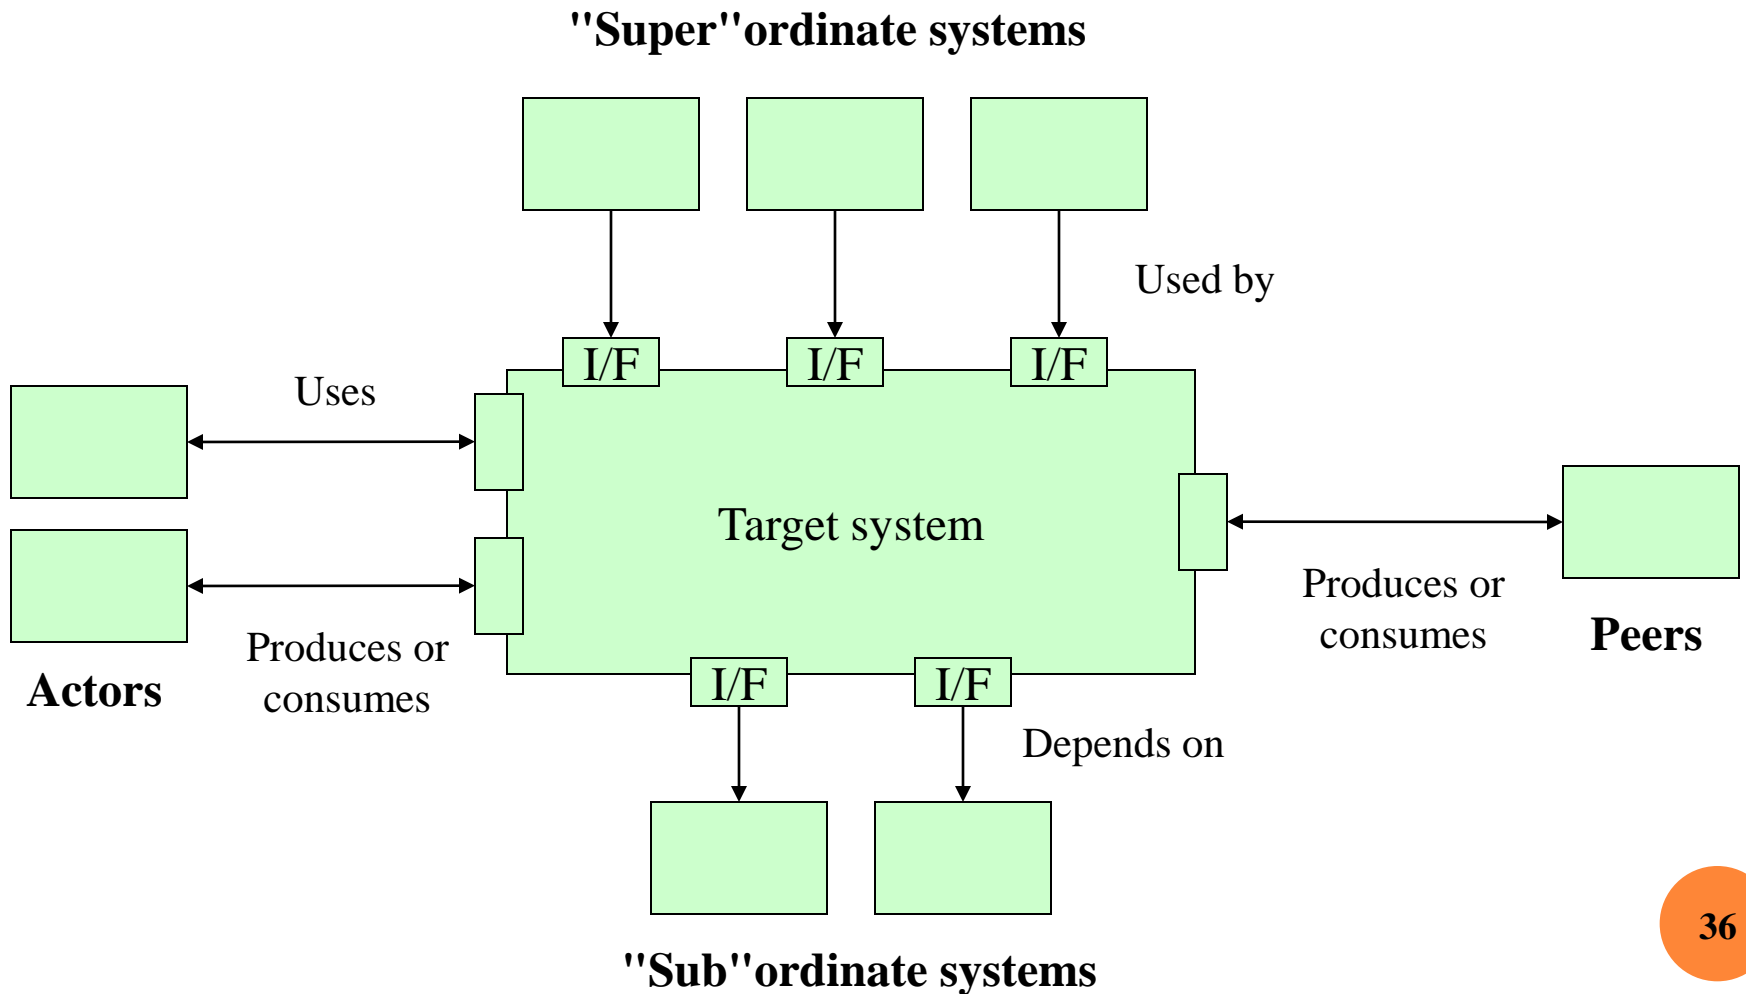 "Super"ordinate systems
Used by
I/F I/F I/F
Uses
Target system
Produces or
consumes
Peers
Produces or
consumes
Actors
I/F I/F
Depends on
"Sub"ordinate systems
36